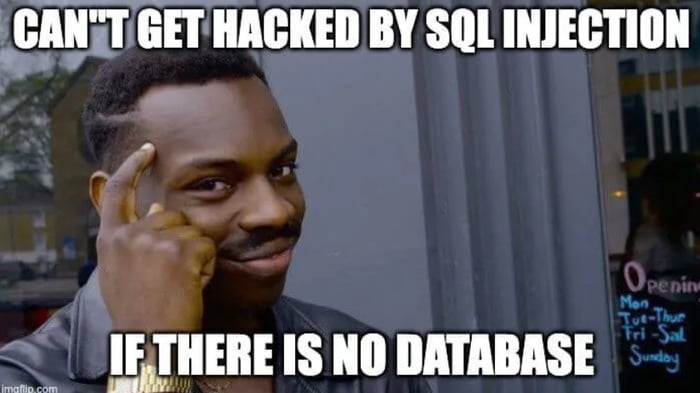 CAN"T GET HACKED BY SQL INJECTION
Openin
Mon
Tue-Thur
Fri -Sat
Sunday
IF THERE IS NO DATABASE
imgflip.com